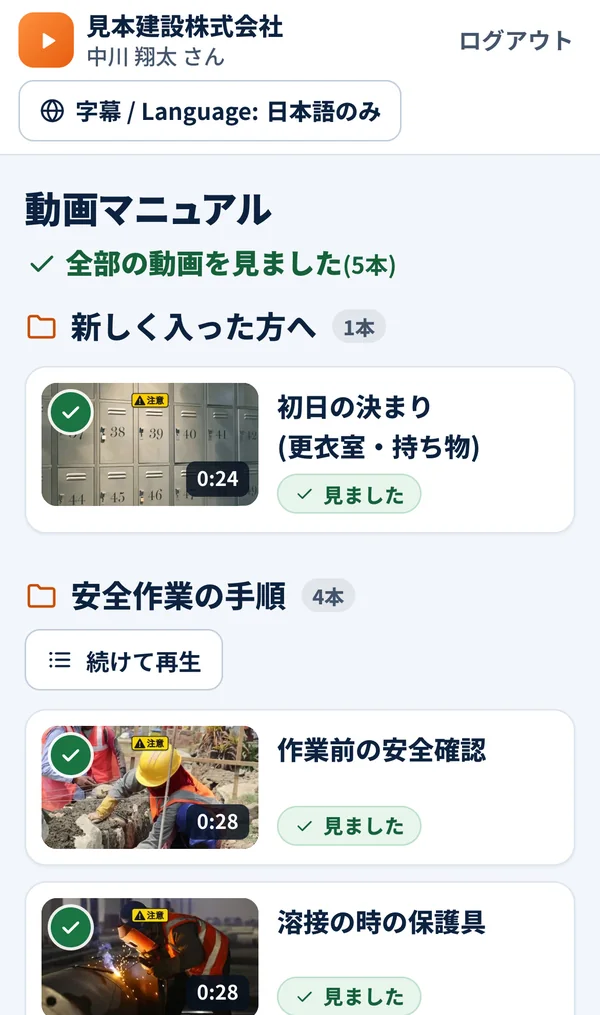 見本建設株式会社
中川 翔太 さん
ログアウト
字幕 / Language: 日本語のみ
動画マニュアル
全部の動画を見ました(5本)
新しく入った方へ 1本
注意
38 39 40 41
44 45 46
0:24
初日の決まり
(更衣室・持ち物)
見ました
安全作業の手順 4本
続けて再生
注意
0:28
作業前の安全確認
見ました
注意
0:28
溶接の時の保護具
見ました